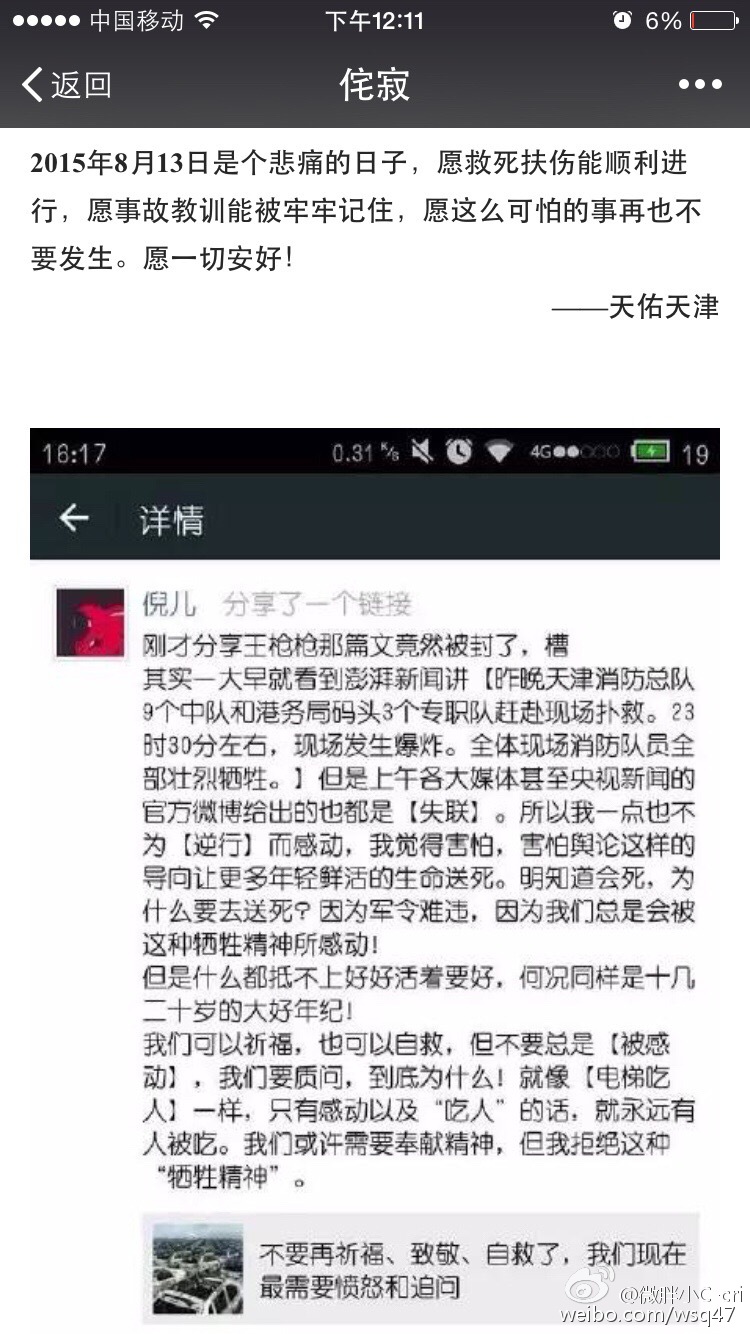 中国移动 下午12:11 6%
返回 侘寂
2015年8月13日是个悲痛的日子，愿救死扶伤能顺利进
行，愿事故教训能被牢牢记住，愿这么可怕的事再也不
要发生。愿一切安好！
——天佑天津
16:17 0.31 K/s 4G 19
详情
倪儿 分享了一个链接
刚才分享王枪枪那篇文竟然被封了，槽
其实一大早就看到澎湃新闻讲【昨晚天津消防总队
9个中队和港务局码头3个专职队赶赴现场扑救。23
时30分左右，现场发生爆炸。全体现场消防队员全
部壮烈牺牲。】但是上午各大媒体甚至央视新闻的
官方微博给出的也都是【失联】。所以我一点也不
为【逆行】而感动，我觉得害怕，害怕舆论这样的
导向让更多年轻鲜活的生命送死。明知道会死，为
什么要去送死？因为军令难违，因为我们总是会被
这种牺牲精神所感动！
但是什么都抵不上好好活着要好，何况同样是十几
二十岁的大好年纪！
我们可以祈福，也可以自救，但不要总是【被感
动】，我们要质问，到底为什么！就像【电梯吃
人】一样，只有感动以及“吃人”的话，就永远有
人被吃。我们或许需要奉献精神，但我拒绝这种
“牺牲精神”。
不要再祈福、致敬、自救了，我们现在
最需要愤怒和追问
@微胖小C-cri
weibo.com/wsq47